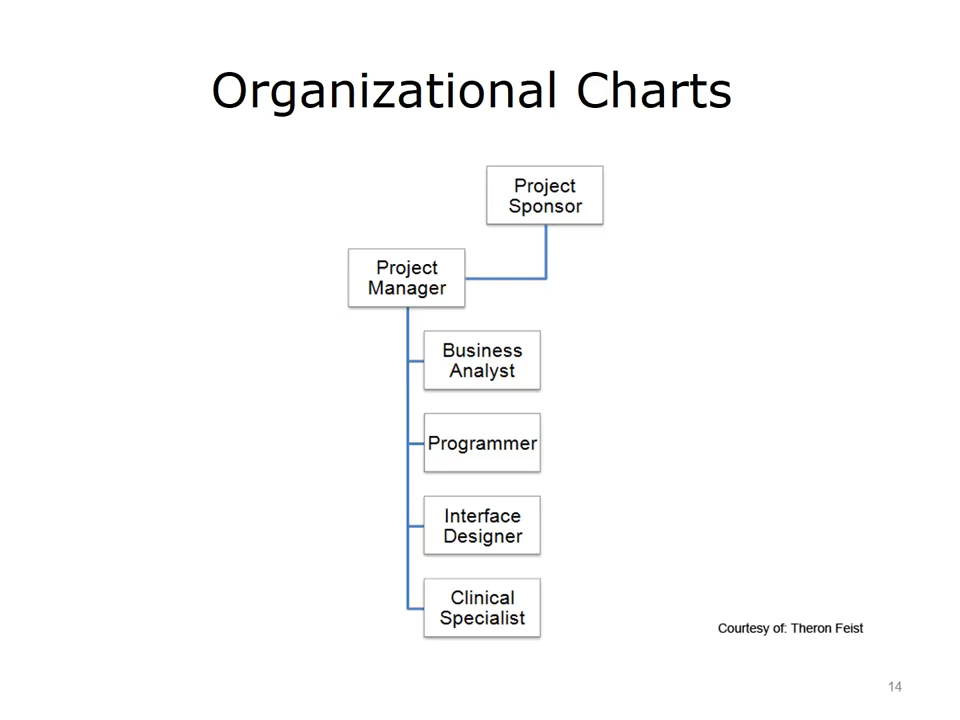 Organizational Charts
Project
Sponsor
Project
Manager
Business
Analyst
Programmer
Interface
Designer
Clinical
Specialist
Courtesy of: Theron Feist
14